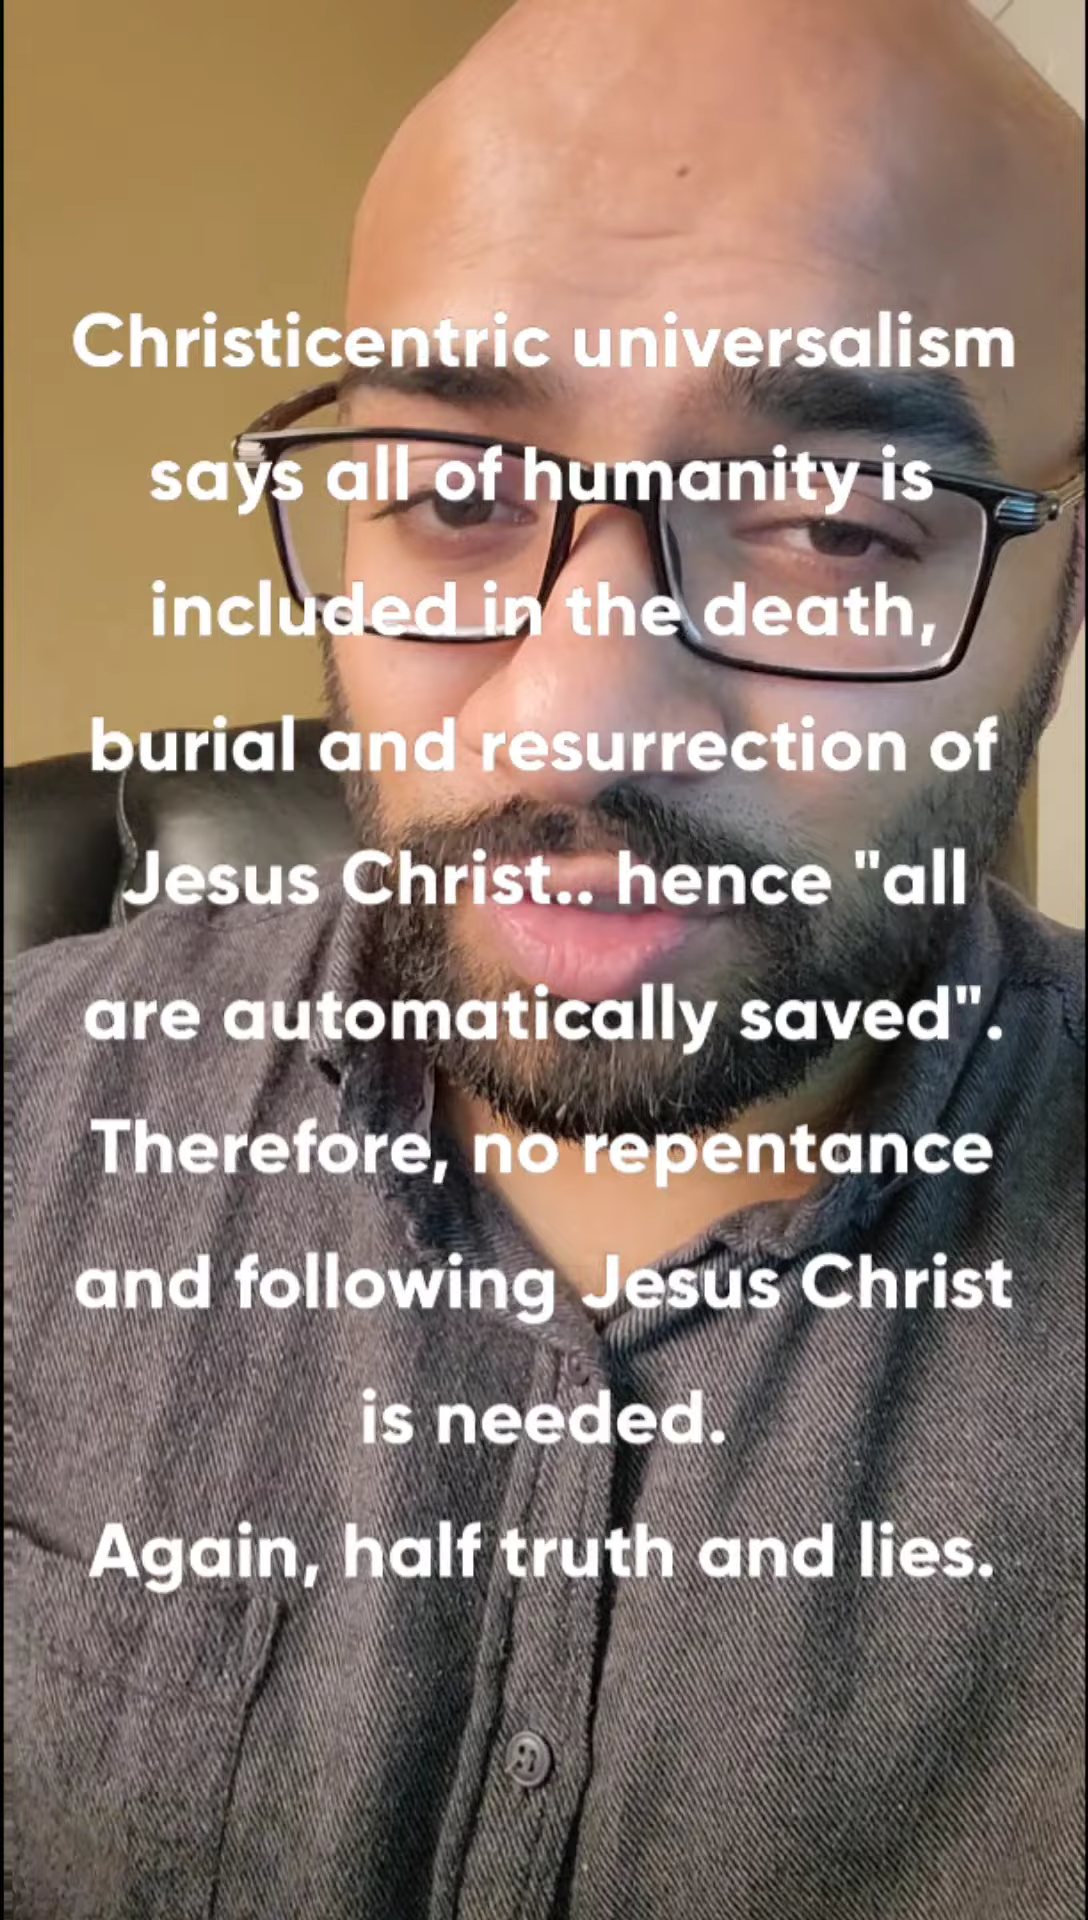 Christicentric universalism
says all of humanity is
included in the death,
burial and resurrection of
Jesus Christ.. hence "all
are automatically saved".
Therefore, no repentance
and following Jesus Christ
is needed.
Again, half truth and lies.